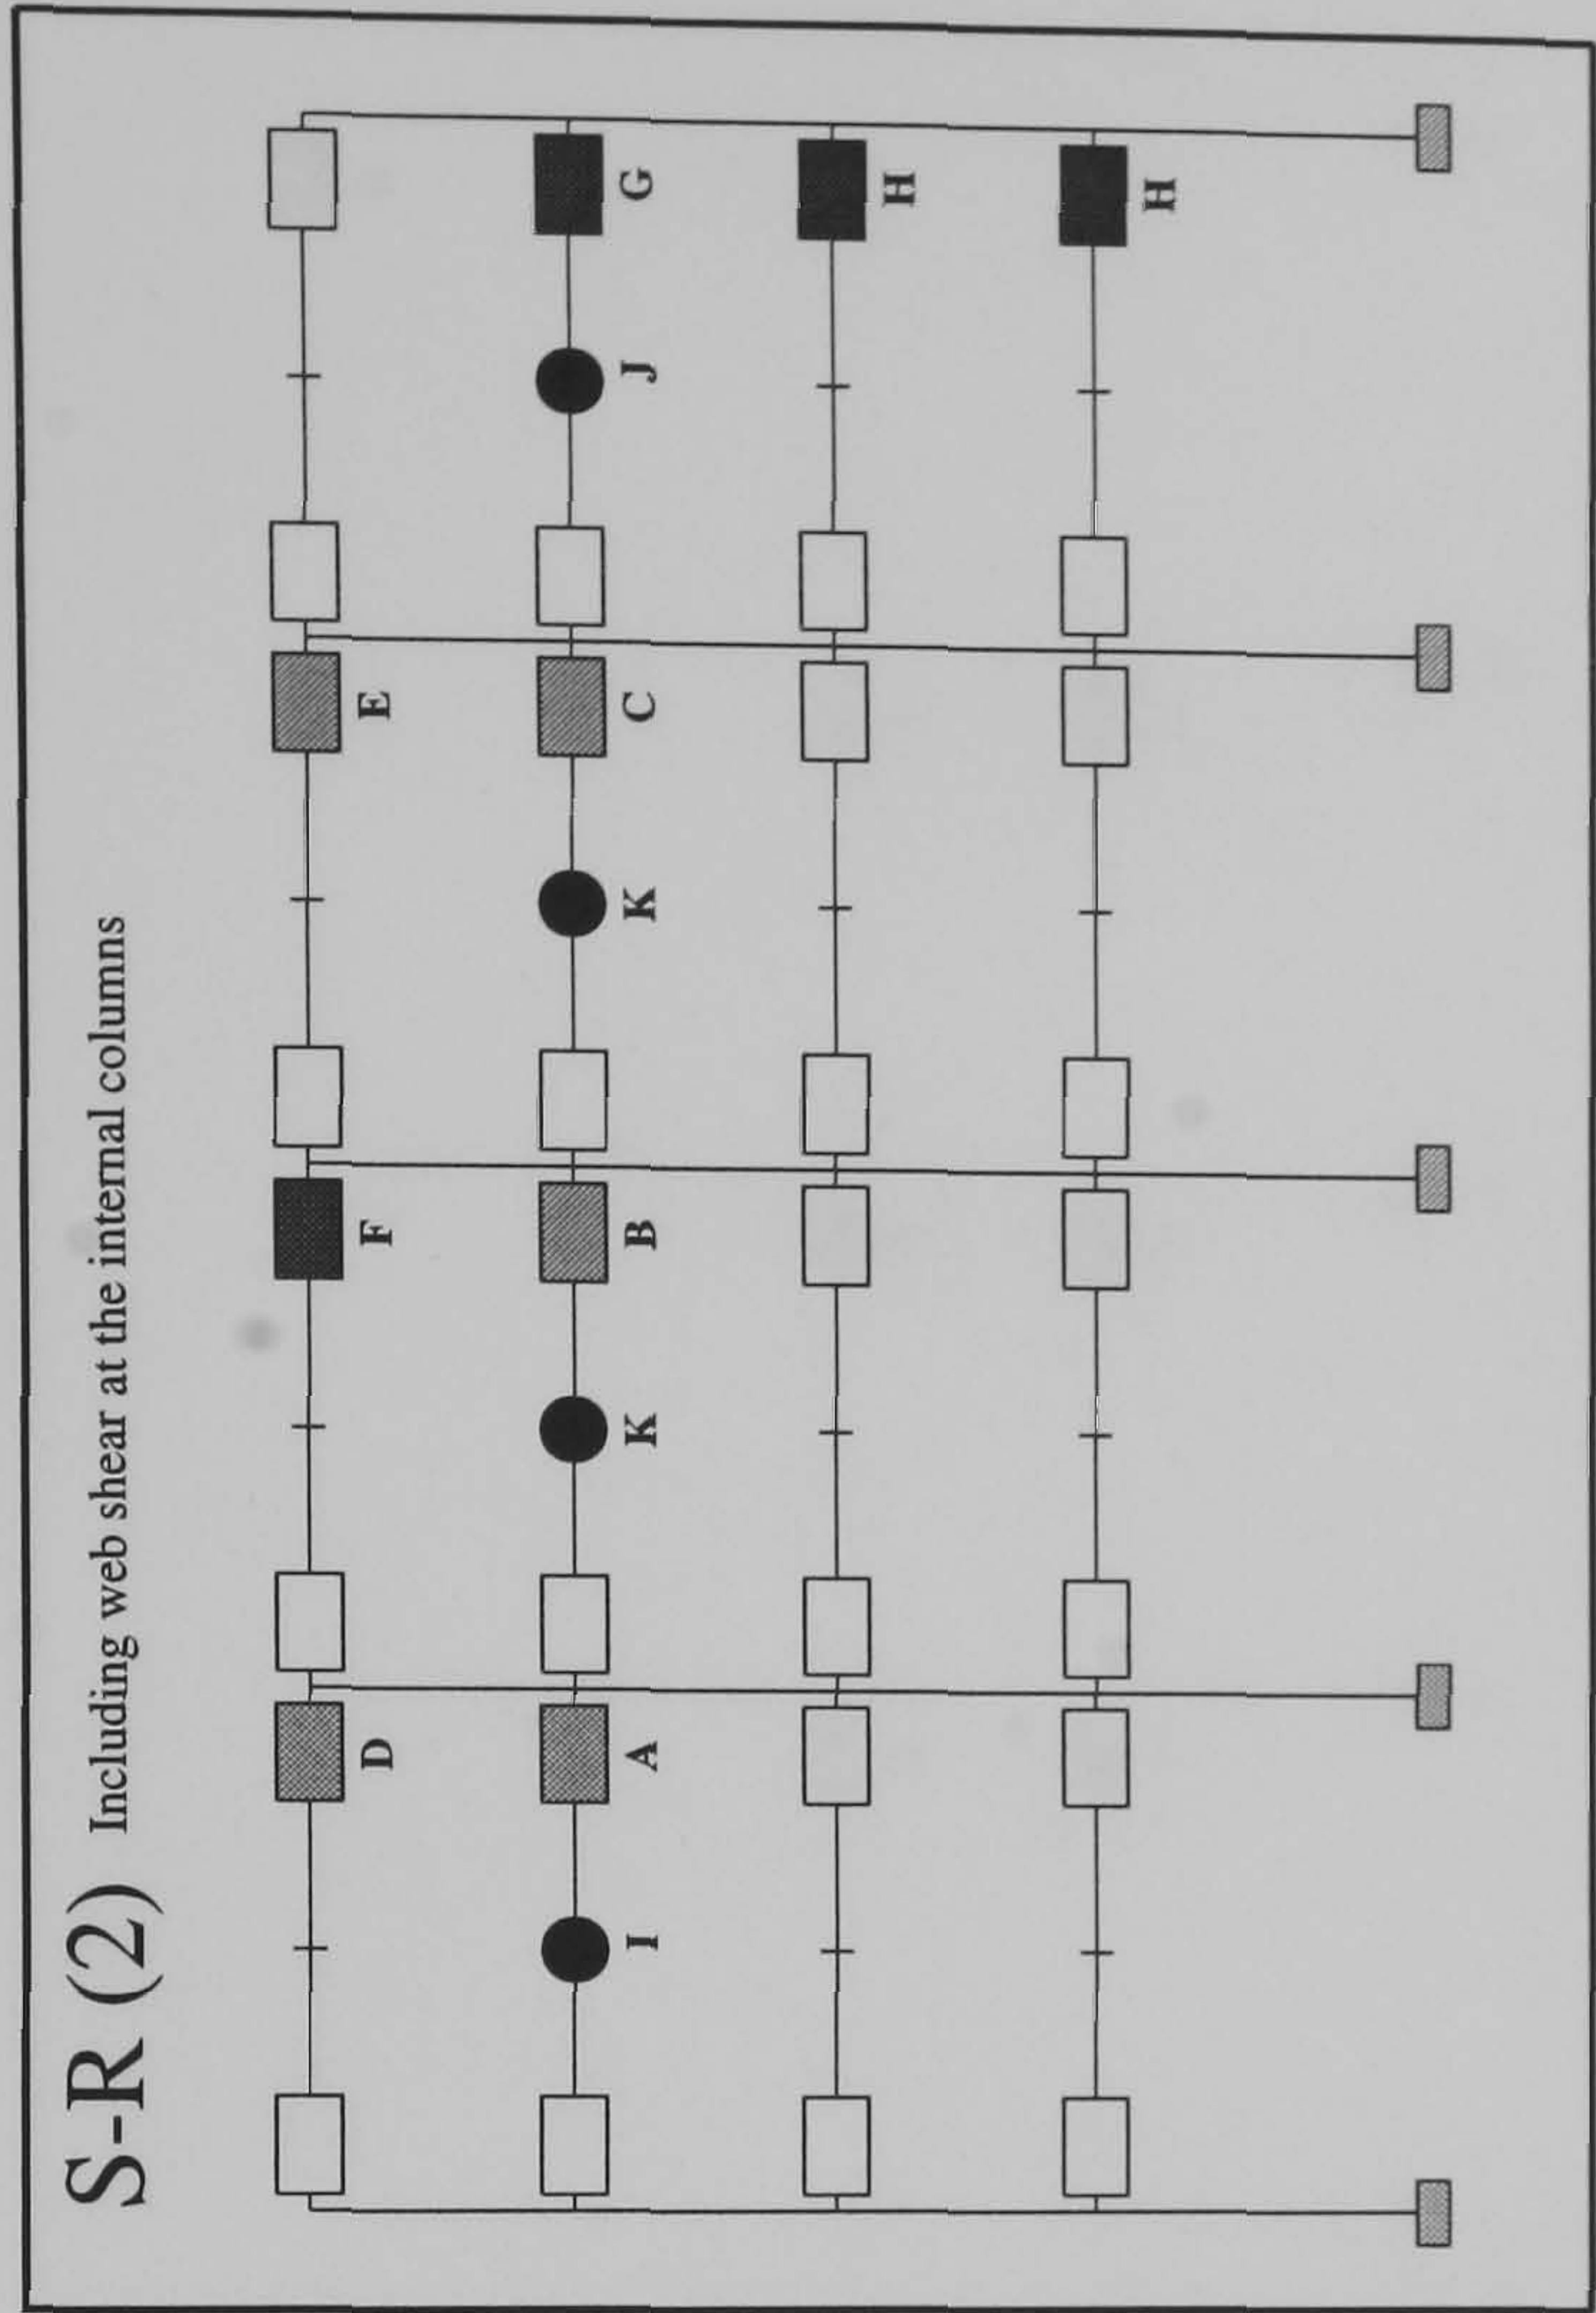 S-R (2) Including web shear at the internal columns
D F E
I A K B K C J G
H
H